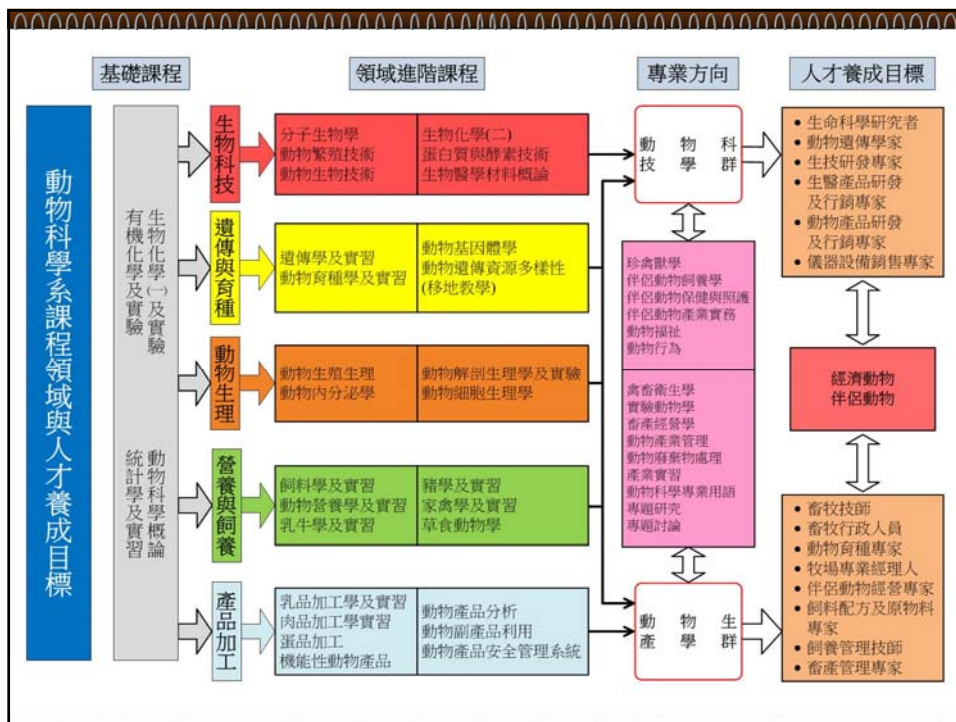 基礎課程
領域進階課程
專業方向
人才養成目標
動物科學系課程領域與人才養成目標
生物化學(一)及實驗
有機化學及實驗
動物科學概論
統計學及實習
生物科技
分子生物學
動物繁殖技術
動物生物技術
生物化學(二)
蛋白質與酵素技術
生物醫學材料概論
遺傳與育種
遺傳學及實習
動物育種學及實習
動物基因體學
動物遺傳資源多樣性
(移地教學)
動物生理
動物生殖生理
動物內分泌學
動物解剖生理學及實驗
動物細胞生理學
營養與飼養
飼料學及實習
動物營養學及實習
乳牛學及實習
豬學及實習
家禽學及實習
草食動物學
產品加工
乳品加工學及實習
肉品加工學實習
蛋品加工
機能性動物產品
動物產品分析
動物副產品利用
動物產品安全管理系統
動物科
技學群
珍禽獸學
伴侶動物飼養學
伴侶動物保健與照護
伴侶動物產業實務
動物福祉
動物行為
禽畜衛生學
實驗動物學
畜產經營學
動物產業管理
動物廢棄物處理
產業實習
動物科學專業用語
專題研究
專題討論
動物生
產學群
• 生命科學研究者
• 動物遺傳學家
• 生技研發專家
• 生醫產品研發
及行銷專家
• 動物產品研發
及行銷專家
• 儀器設備銷售專家
經濟動物
伴侶動物
• 畜牧技師
• 畜牧行政人員
• 動物育種專家
• 牧場專業經理人
• 伴侶動物經營專家
• 飼料配方及原物料
專家
• 飼養管理技師
• 畜產管理專家